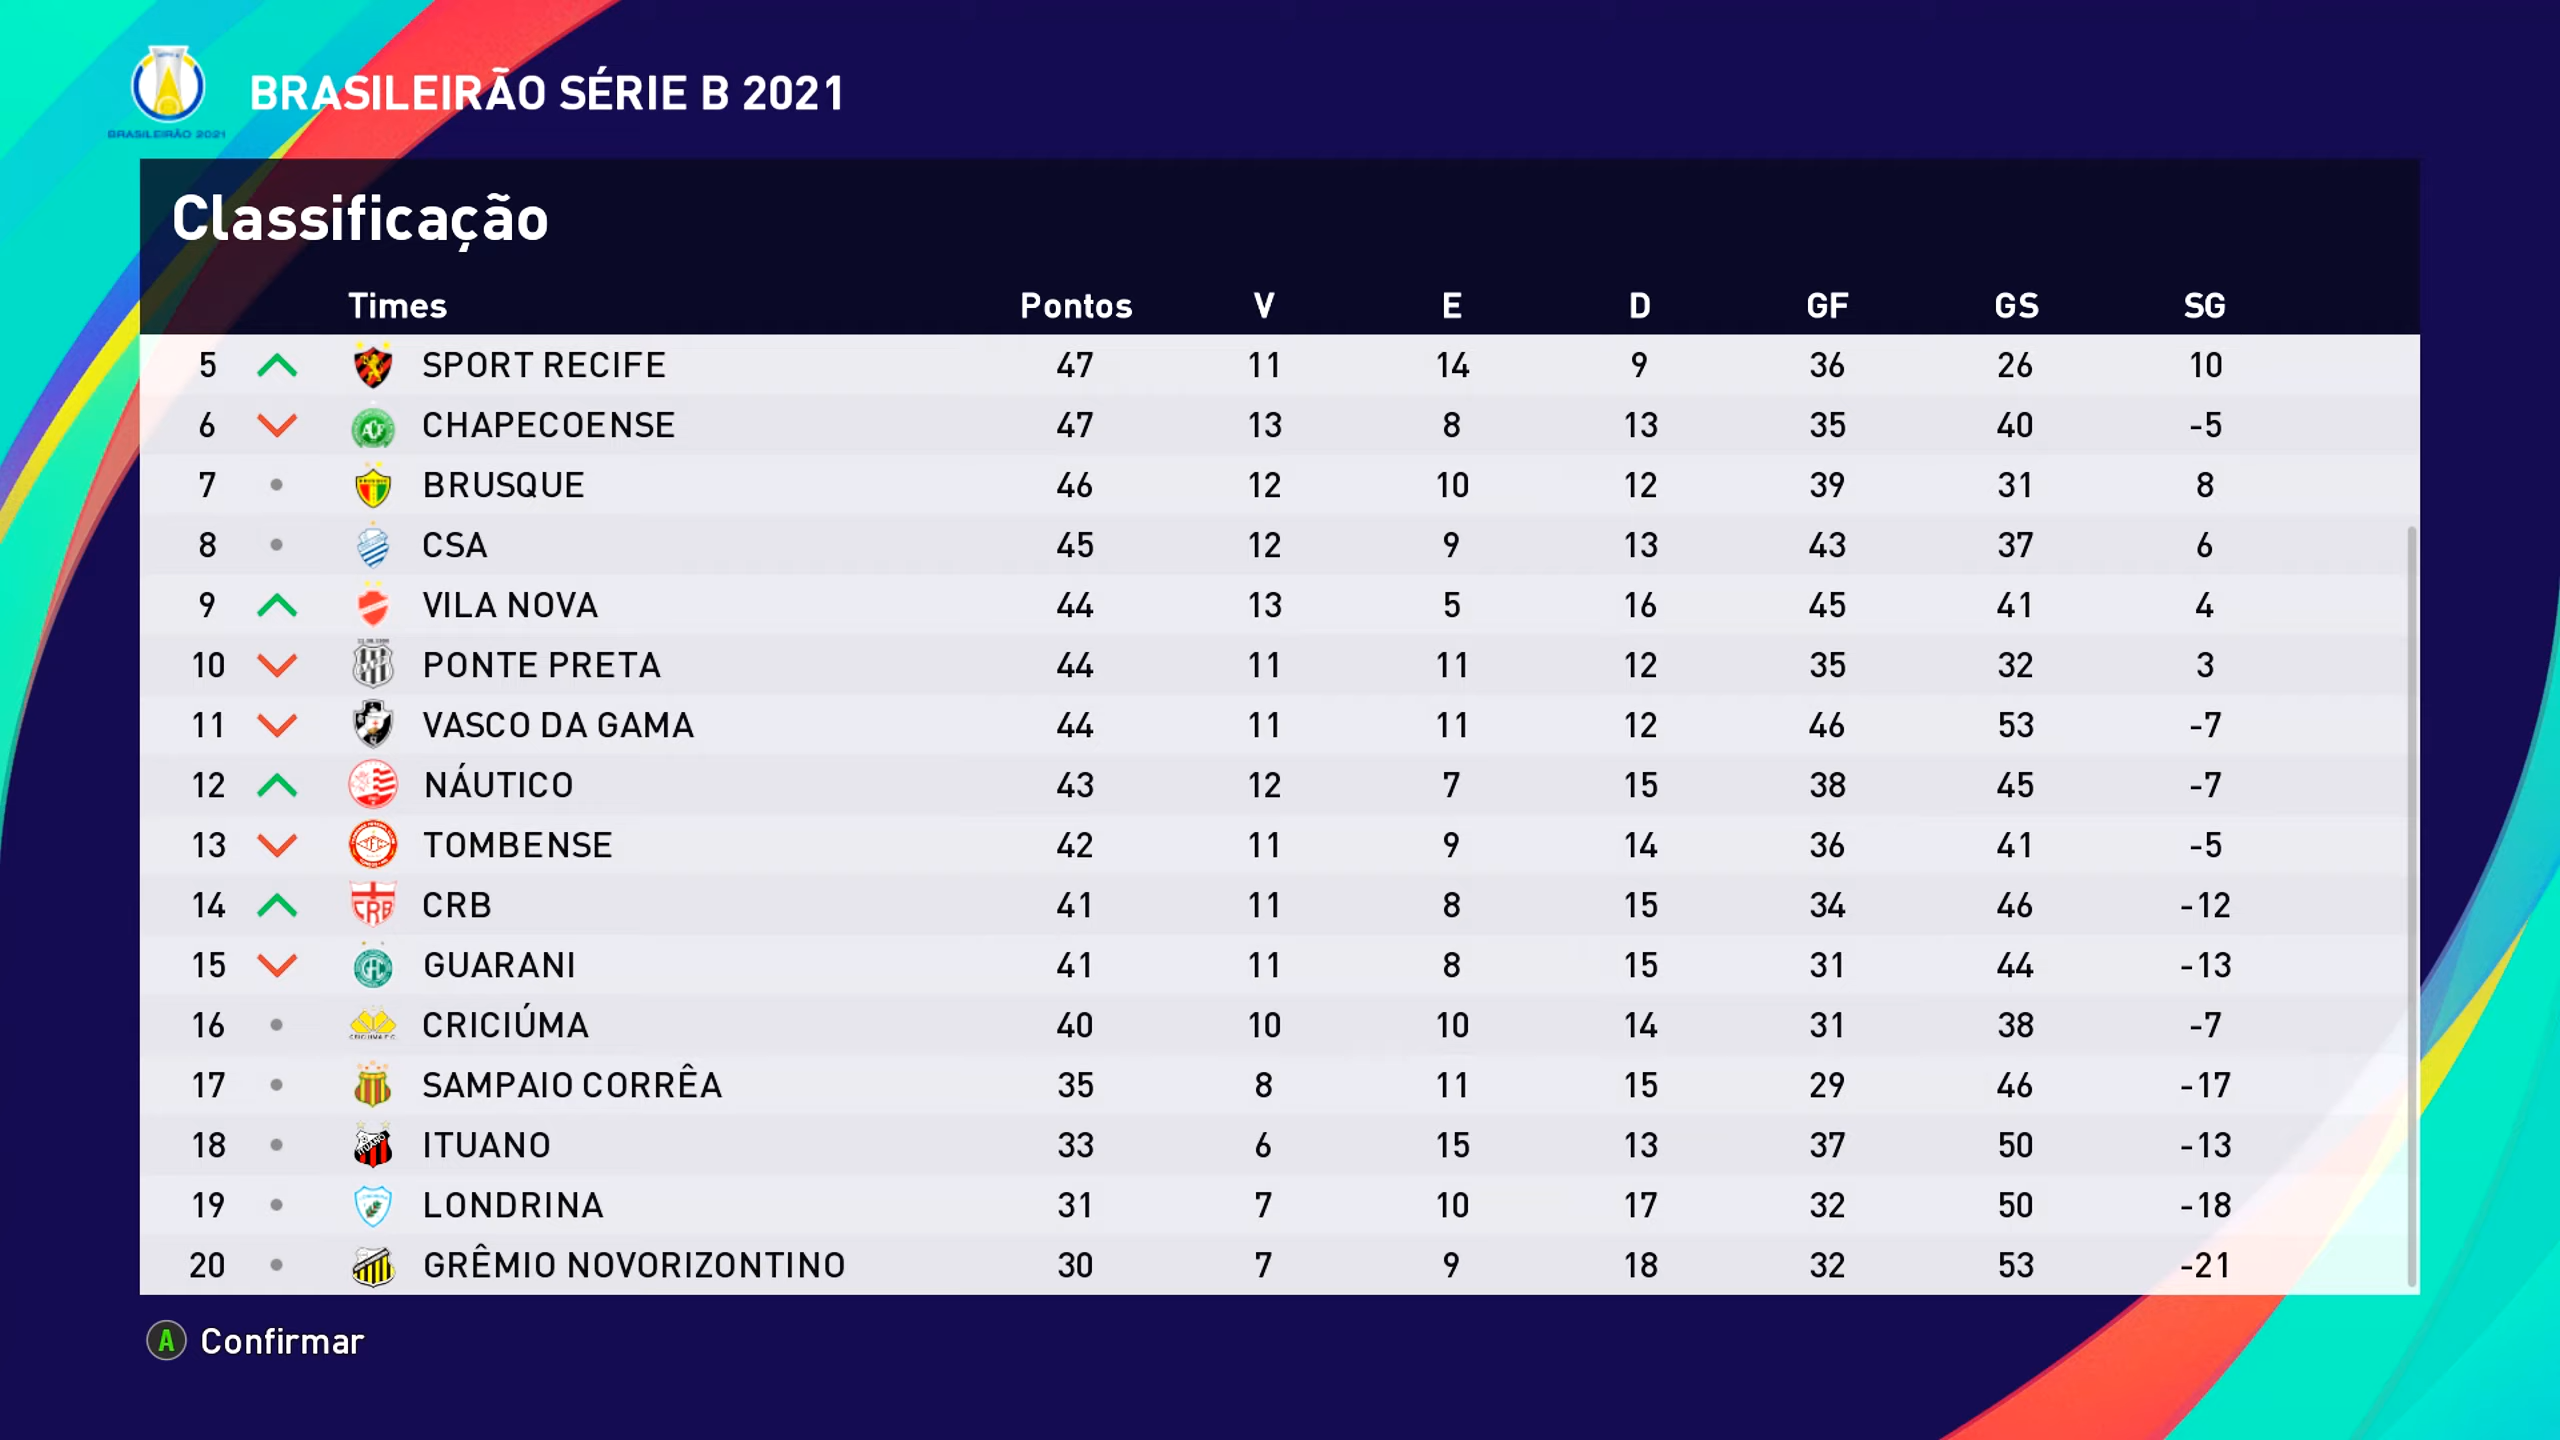 BRASILEIRÃO SÉRIE B 2021
BRASILEIRÃO 2021
Classificação
Times Pontos V E D GF GS SG
5 SPORT RECIFE 47 11 14 9 36 26 10
6 CHAPECOENSE 47 13 8 13 35 40 -5
7 BRUSQUE 46 12 10 12 39 31 8
8 CSA 45 12 9 13 43 37 6
9 VILA NOVA 44 13 5 16 45 41 4
10 PONTE PRETA 44 11 11 12 35 32 3
11 VASCO DA GAMA 44 11 11 12 46 53 -7
12 NÁUTICO 43 12 7 15 38 45 -7
13 TOMBENSE 42 11 9 14 36 41 -5
14 CRB CRB 41 11 8 15 34 46 -12
15 GUARANI 41 11 8 15 31 44 -13
16 CRICIÚMA 40 10 10 14 31 38 -7
17 SAMPAIO CORRÊA 35 8 11 15 29 46 -17
18 ITUANO 33 6 15 13 37 50 -13
19 LONDRINA 31 7 10 17 32 50 -18
20 GRÊMIO NOVORIZONTINO 30 7 9 18 32 53 -21
A Confirmar